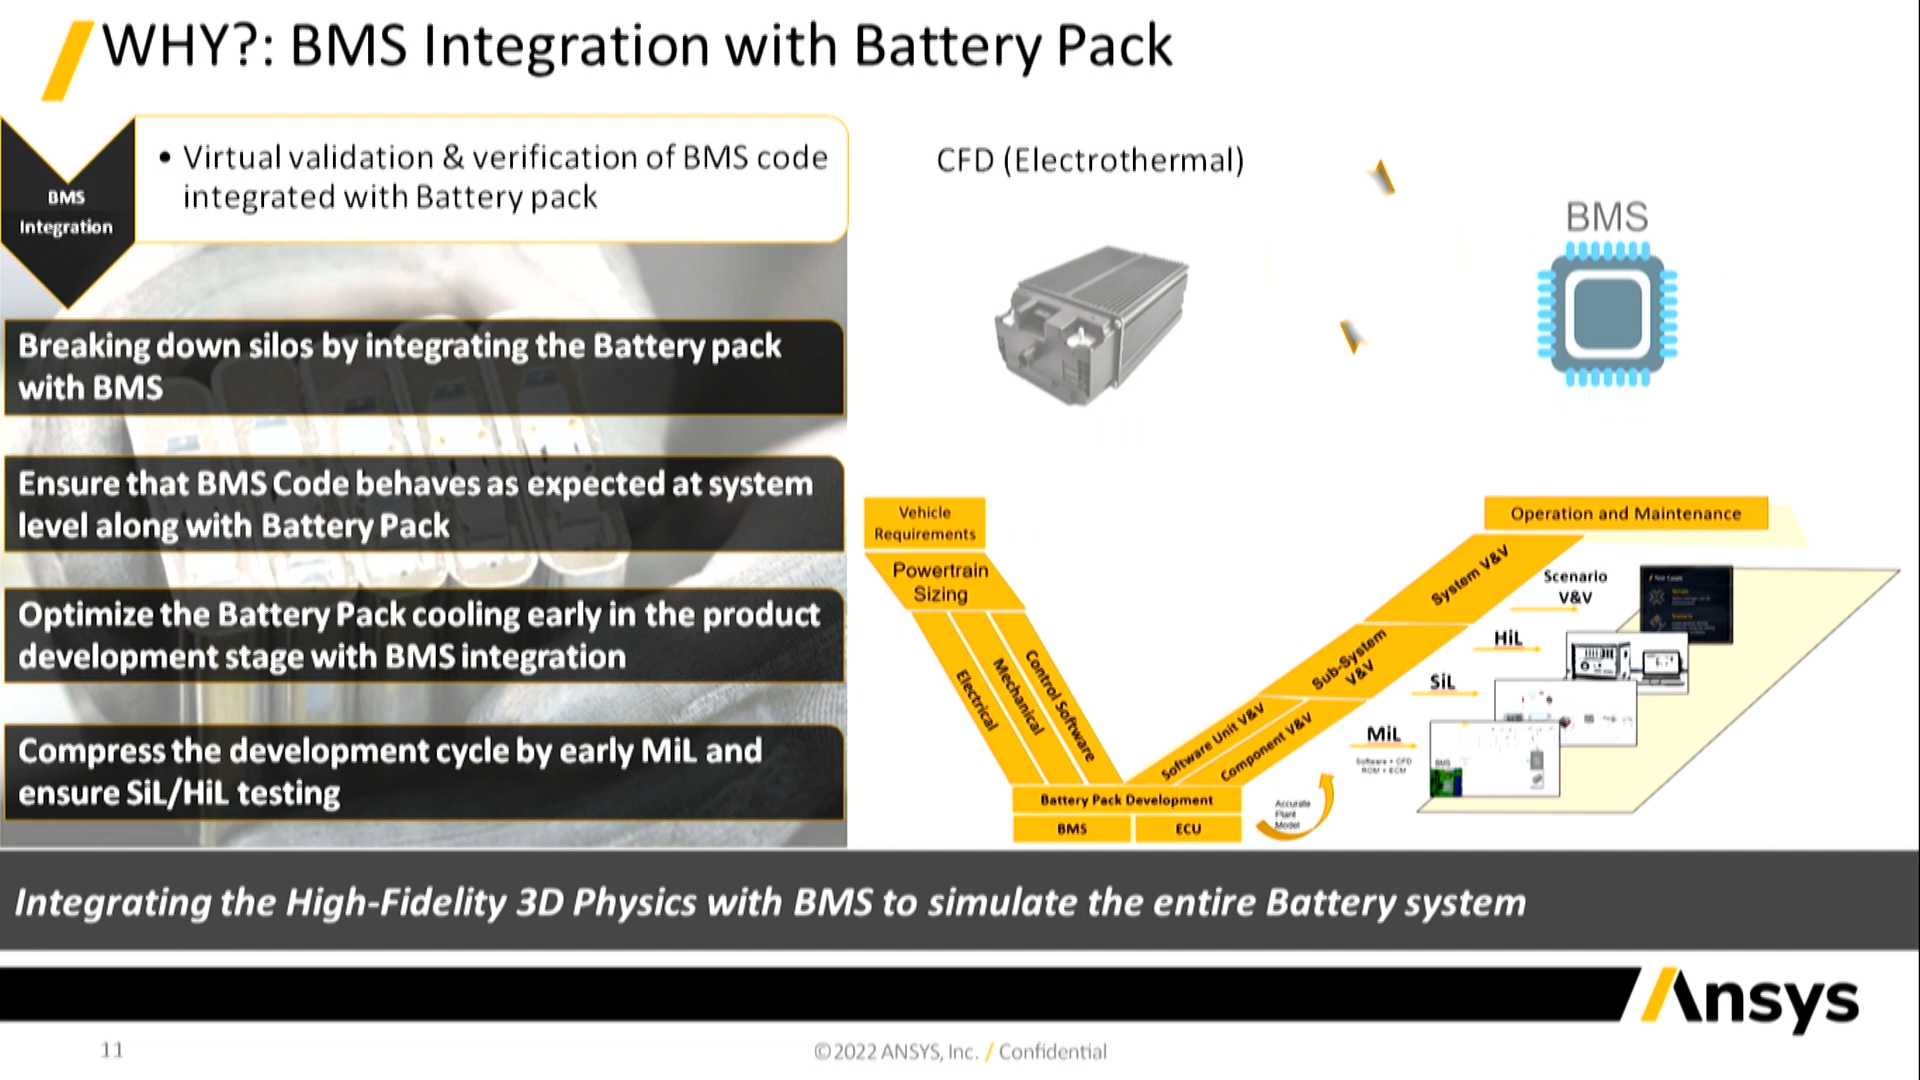 WHY?: BMS Integration with Battery Pack
BMS
Integration
• Virtual validation & verification of BMS code
integrated with Battery pack
Breaking down silos by integrating the Battery pack
with BMS
Ensure that BMS Code behaves as expected at system
level along with Battery Pack
Optimize the Battery Pack cooling early in the product
development stage with BMS integration
Compress the development cycle by early MiL and
ensure SiL/HiL testing
CFD (Electrothermal)
BMS
Vehicle
Requirements
Powertrain
Sizing
Electrical
Mechanical
Control Software
Battery Pack Development
BMS
ECU
Software Unit V&V
Component V&V
Sub-System
V&V
System V&V
Operation and Maintenance
Scenario
V&V
HiL
SiL
MiL
Software + CFD
ROM + ECM
Accurate
Plant
Model
BMS
Integrating the High-Fidelity 3D Physics with BMS to simulate the entire Battery system
Ansys
11
©2022 ANSYS, Inc. / Confidential